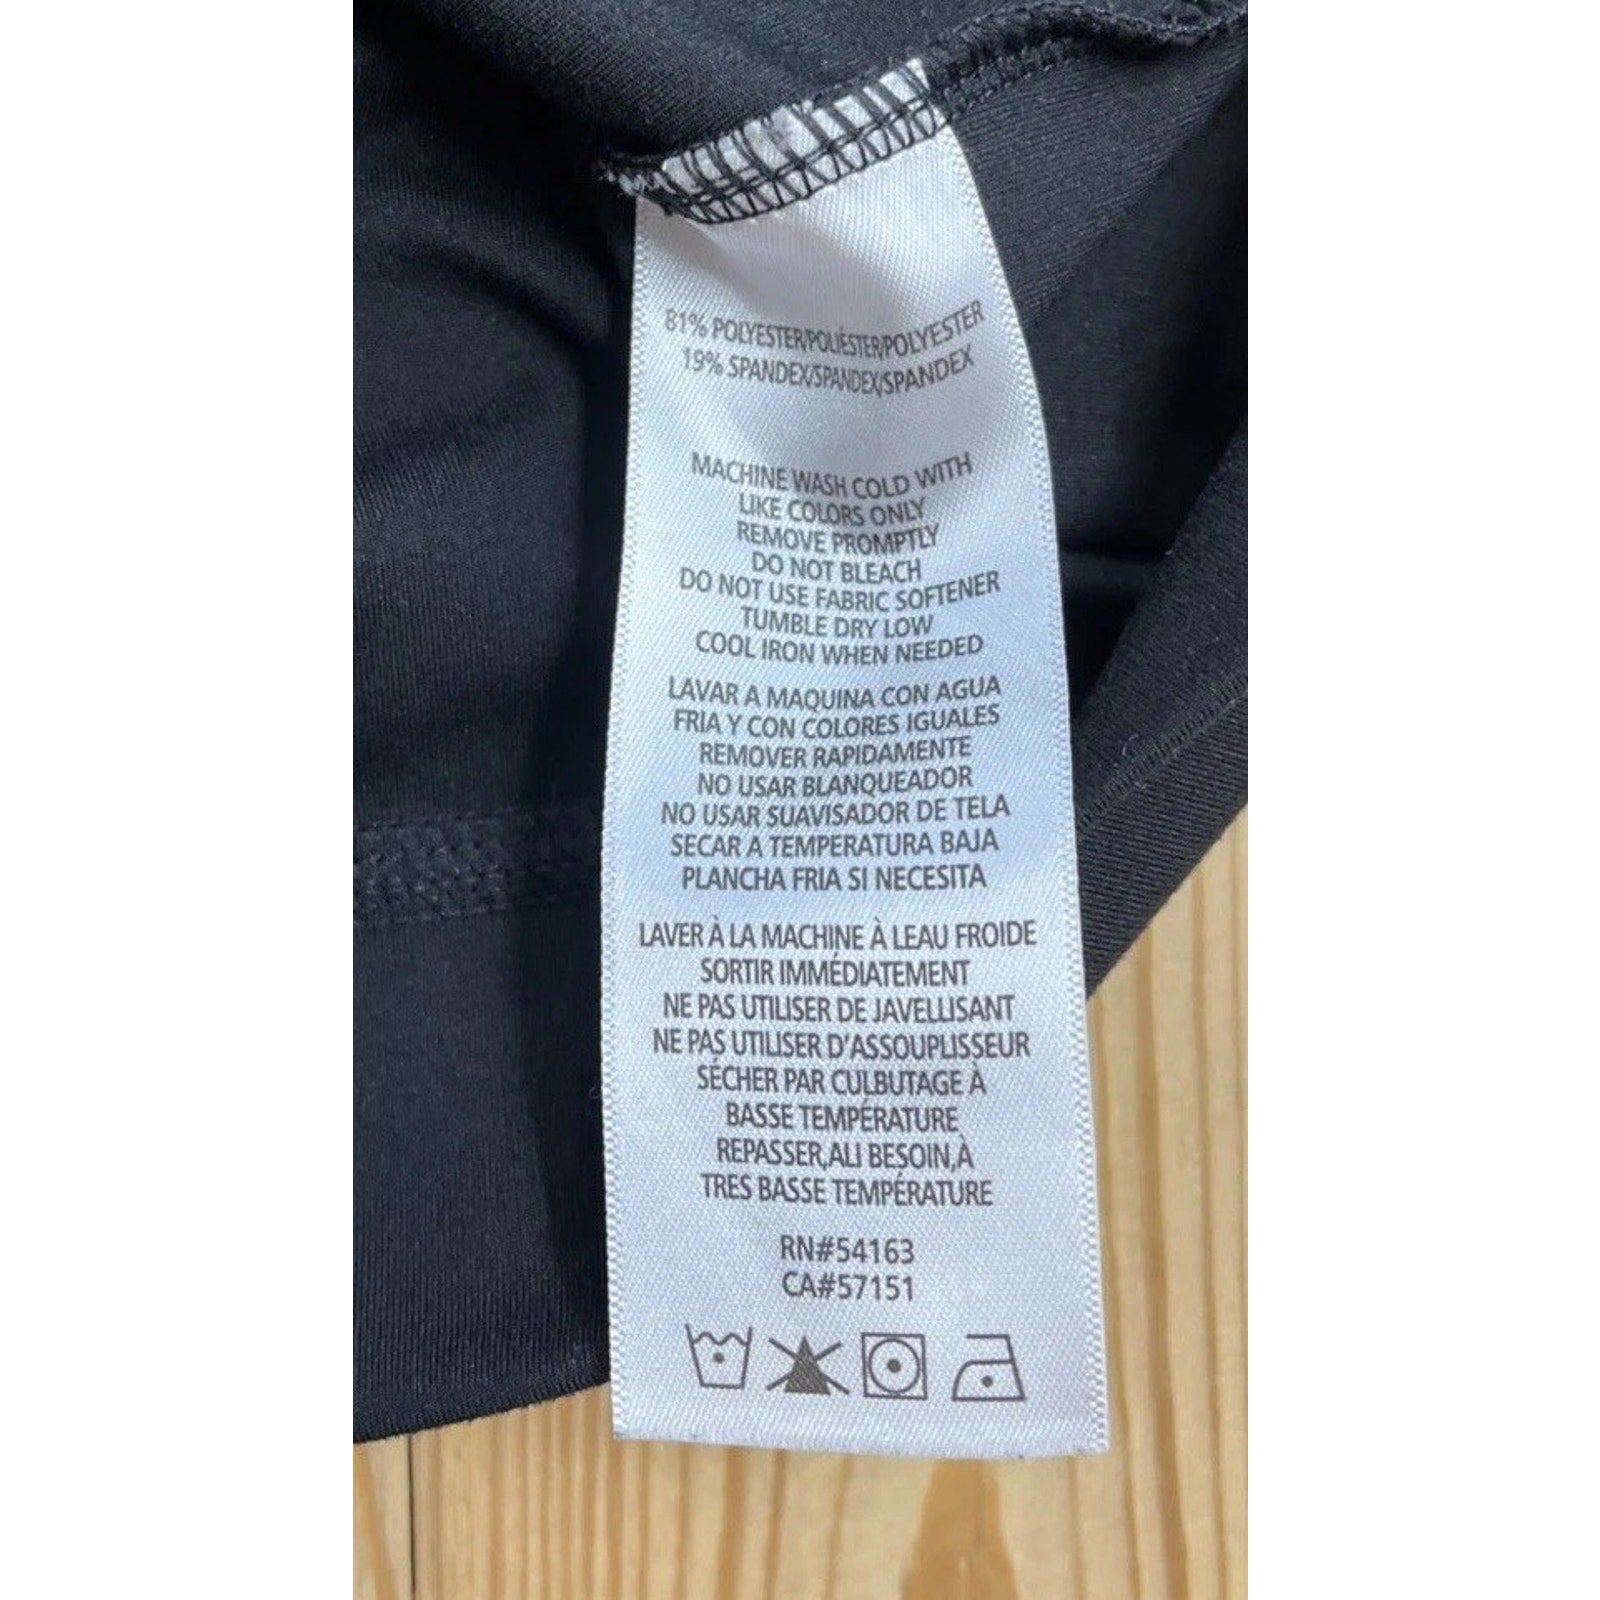 81% POLYESTER/POLIÉSTER/POLYESTER
19% SPANDEX/SPANDEX/SPANDEX
MACHINE WASH COLD WITH
LIKE COLORS ONLY
REMOVE PROMPTLY
DO NOT BLEACH
DO NOT USE FABRIC SOFTENER
TUMBLE DRY LOW
COOL IRON WHEN NEEDED
LAVAR A MAQUINA CON AGUA
FRIA Y CON COLORES IGUALES
REMOVER RAPIDAMENTE
NO USAR BLANQUEADOR
NO USAR SUAVISADOR DE TELA
SECAR A TEMPERATURA BAJA
PLANCHA FRIA SI NECESITA
LAVER À LA MACHINE À LEAU FROIDE
SORTIR IMMÉDIATEMENT
NE PAS UTILISER DE JAVELLISANT
NE PAS UTILISER D'ASSOUPLISSEUR
SÉCHER PAR CULBUTAGE À
BASSE TEMPÉRATURE
REPASSER,ALI BESOIN,À
TRES BASSE TEMPÉRATURE
RN#54163
CA#57151